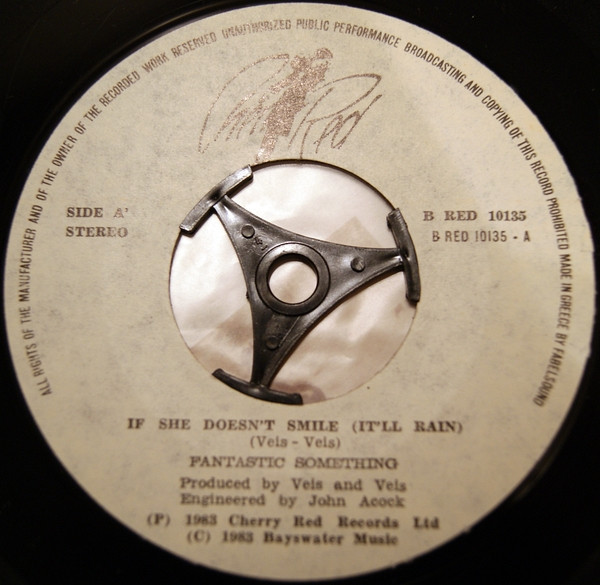 ALL RIGHTS OF THE MANUFACTURER AND OF THE OWNER OF THE RECORDED WORK RESERVED UNAUTHORIZED PUBLIC PERFORMANCE BROADCASTING AND COPYING OF THIS RECORD PROHIBITED MADE IN GREECE BY FABELSOUND
Red
SIDE A'
STEREO
B RED 10135
B RED 10135 - A
IF SHE DOESN'T SMILE (IT'LL RAIN)
(Veis - Veis)
FANTASTIC SOMETHING
Produced by Veis and Veis
Engineered by John Acock
(P) 1983 Cherry Red Records Ltd
(C) 1983 Bayswater Music